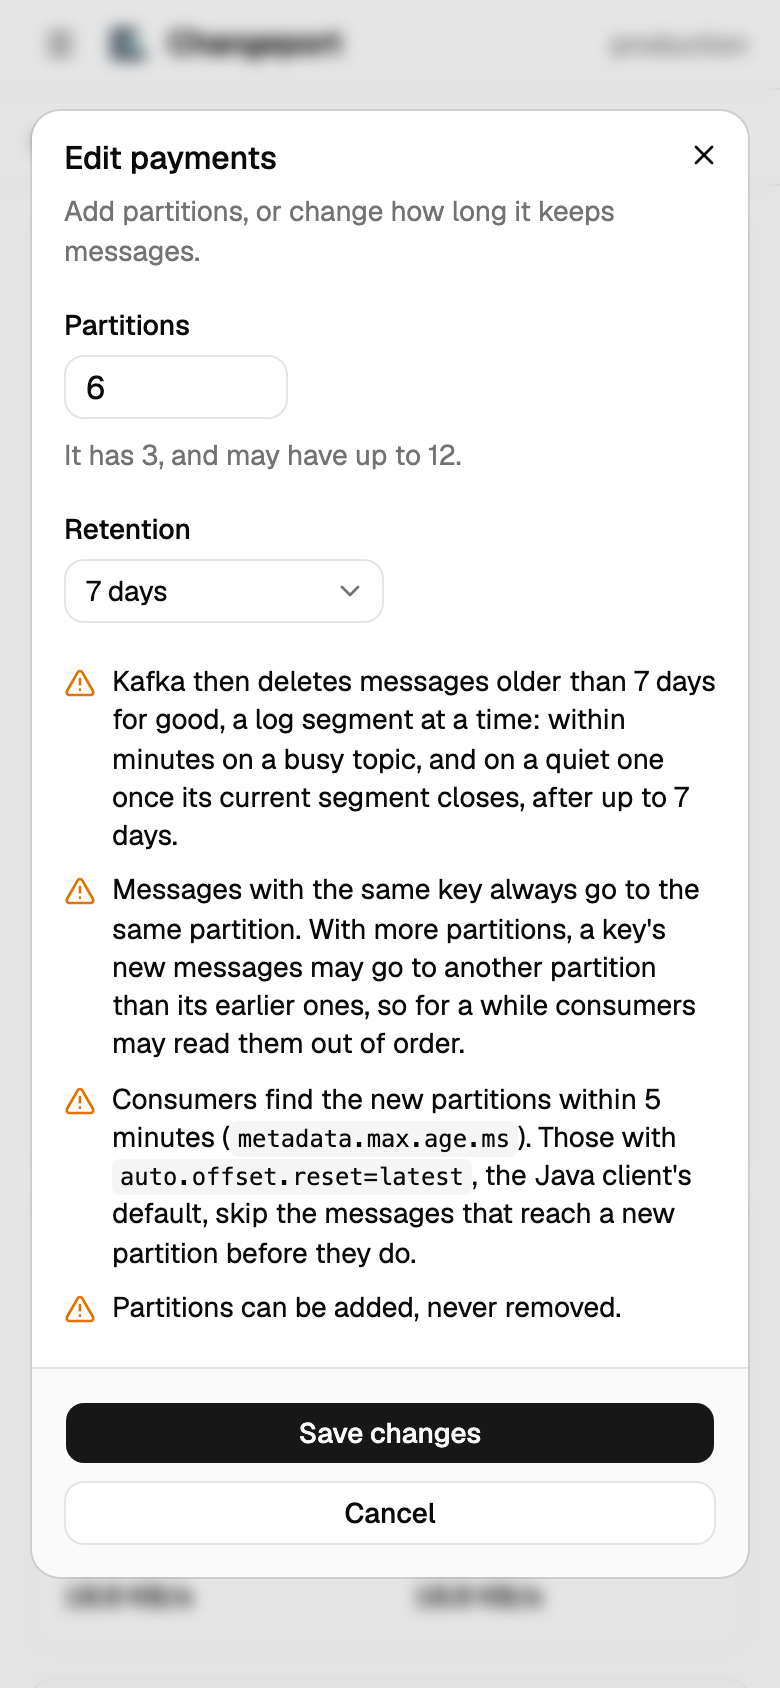 Changeport
production
Edit payments
Add partitions, or change how long it keeps
messages.
Partitions
6
It has 3, and may have up to 12.
Retention
7 days
Kafka then deletes messages older than 7 days
for good, a log segment at a time: within
minutes on a busy topic, and on a quiet one
once its current segment closes, after up to 7
days.
Messages with the same key always go to the
same partition. With more partitions, a key's
new messages may go to another partition
than its earlier ones, so for a while consumers
may read them out of order.
Consumers find the new partitions within 5
minutes (metadata.max.age.ms). Those with
auto.offset.reset=latest, the Java client's
default, skip the messages that reach a new
partition before they do.
Partitions can be added, never removed.
Save changes
Cancel